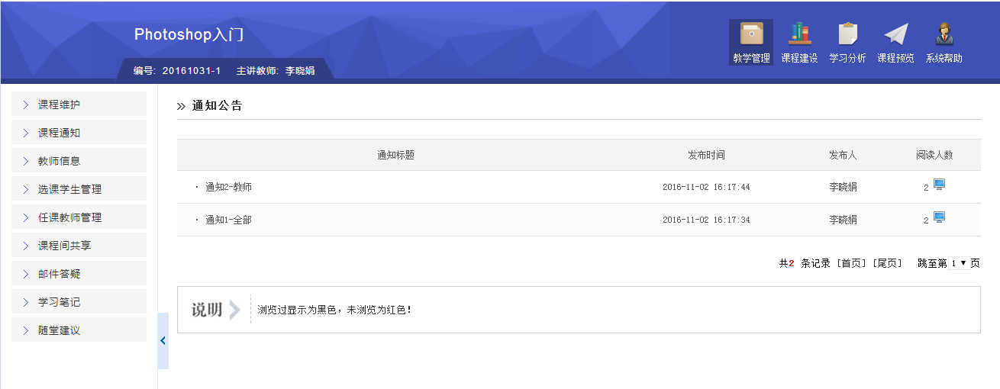 Photoshop入门
编号: 20161031-1 主讲教师: 李晓娟
教学管理 课程建设 学习分析 课程预览 系统帮助
课程维护
课程通知
教师信息
选课学生管理
任课教师管理
课程间共享
邮件答疑
学习笔记
随堂建议
通知公告
通知标题 发布时间 发布人 阅读人数
· 通知2-教师 2016-11-02 16:17:44 李晓娟 2
· 通知1-全部 2016-11-02 16:17:34 李晓娟 2
共2 条记录 [首页] [尾页] 跳至第 1 页
说明 浏览过显示为黑色，未浏览为红色!